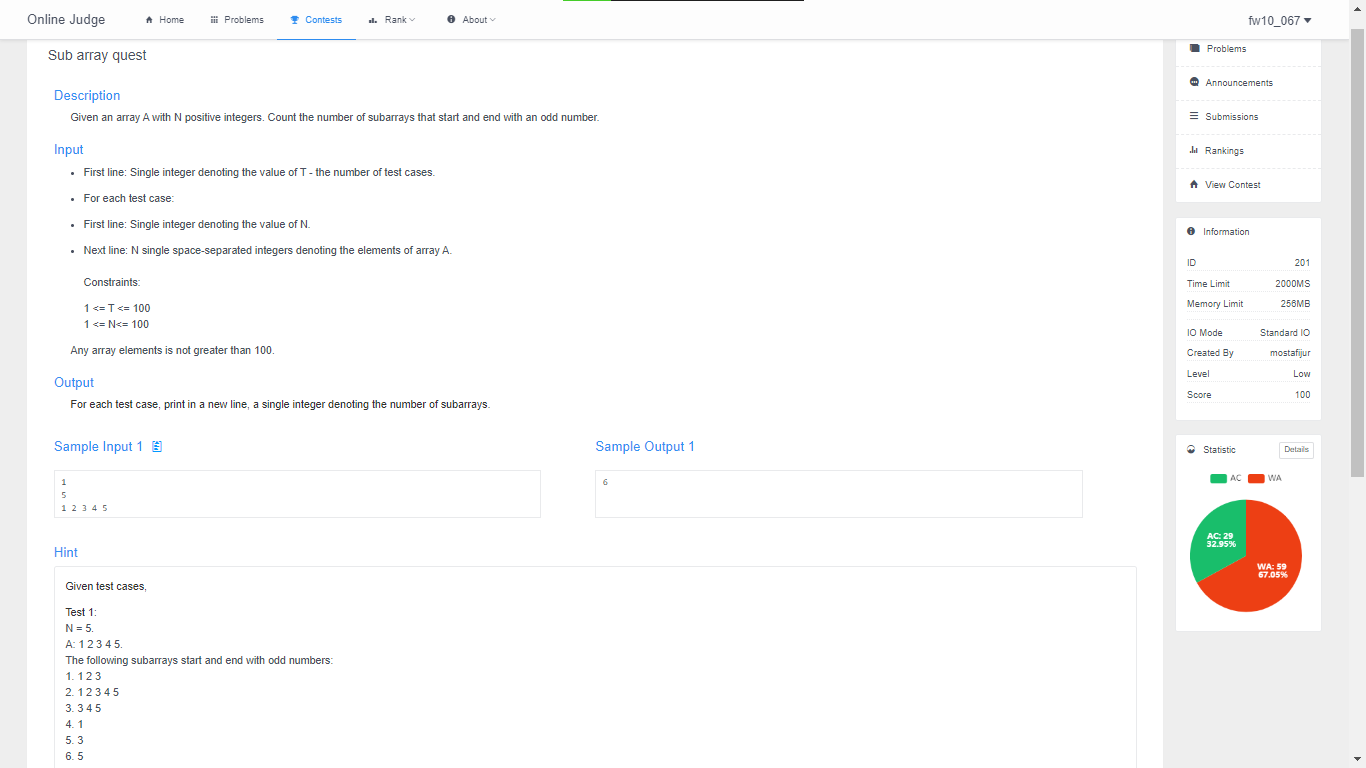 Online Judge
Home
Problems
Contests
Rank
About
fw10_067
Sub array quest
Description
Given an array A with N positive integers. Count the number of subarrays that start and end with an odd number.
Input
• First line: Single integer denoting the value of T - the number of test cases.
• For each test case:
• First line: Single integer denoting the value of N.
• Next line: N single space-separated integers denoting the elements of array A.
Constraints:
1 <= T <= 100
1 <= N<= 100
Any array elements is not greater than 100.
Output
For each test case, print in a new line, a single integer denoting the number of subarrays.
Sample Input 1
1
5
1 2 3 4 5
Sample Output 1
6
Hint
Given test cases,
Test 1:
N = 5.
A: 1 2 3 4 5.
The following subarrays start and end with odd numbers:
1. 1 2 3
2. 1 2 3 4 5
3. 3 4 5
4. 1
5. 3
6. 5
Problems
Announcements
Submissions
Rankings
View Contest
Information
ID 201
Time Limit 2000MS
Memory Limit 256MB
IO Mode Standard IO
Created By mostafijur
Level Low
Score 100
Statistic
Details
AC WA
AC: 29
32.95%
WA: 59
67.05%